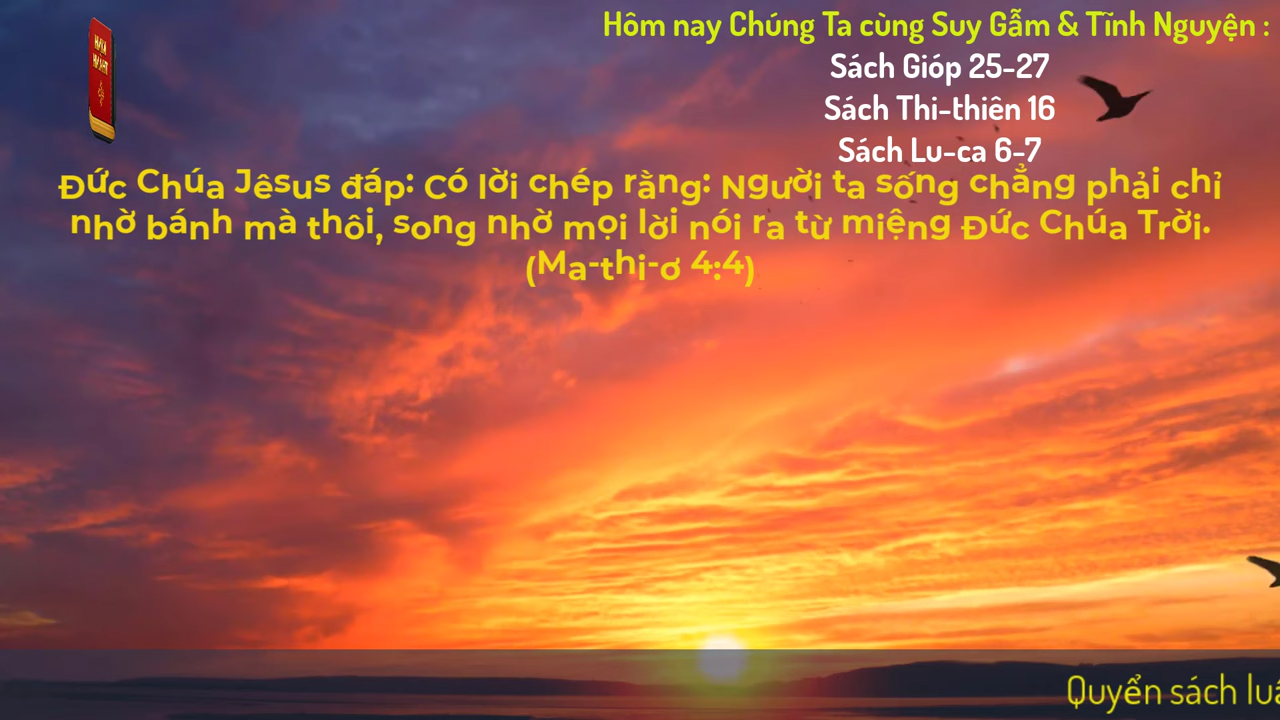 KINH
THÁNH
Hôm nay Chúng Ta cùng Suy Gẫm & Tĩnh Nguyện :
Sách Gióp 25-27
Sách Thi-thiên 16
Sách Lu-ca 6-7
Đức Chúa Jêsus đáp: Có lời chép rằng: Người ta sống chẳng phải chỉ
nhờ bánh mà thôi, song nhờ mọi lời nói ra từ miệng Đức Chúa Trời.
(Ma-thi-ơ 4:4)
Quyển sách